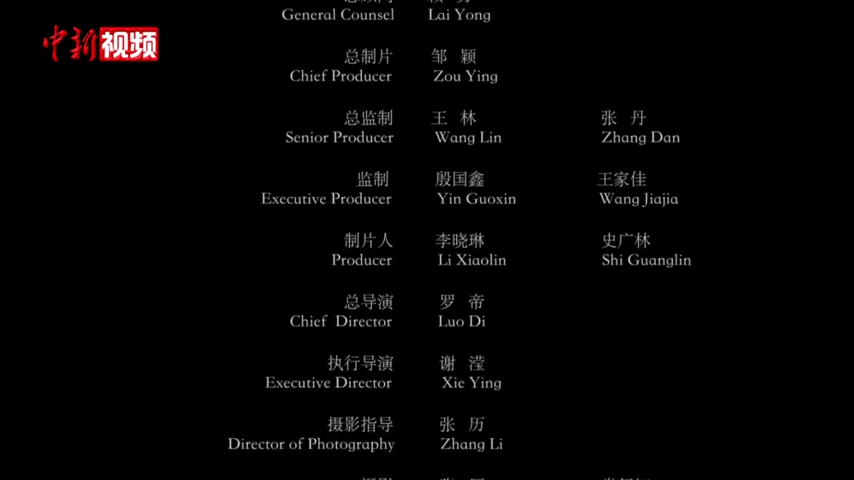 General Counsel Lai Yong
中新视频
总制片 邹 颖
Chief Producer Zou Ying
总监制 王 林 张 丹
Senior Producer Wang Lin Zhang Dan
监制 殷国鑫 王家佳
Executive Producer Yin Guoxin Wang Jiajia
制片人 李晓琳 史广林
Producer Li Xiaolin Shi Guanglin
总导演 罗 帝
Chief Director Luo Di
执行导演 谢 滢
Executive Director Xie Ying
摄影指导 张 历
Director of Photography Zhang Li